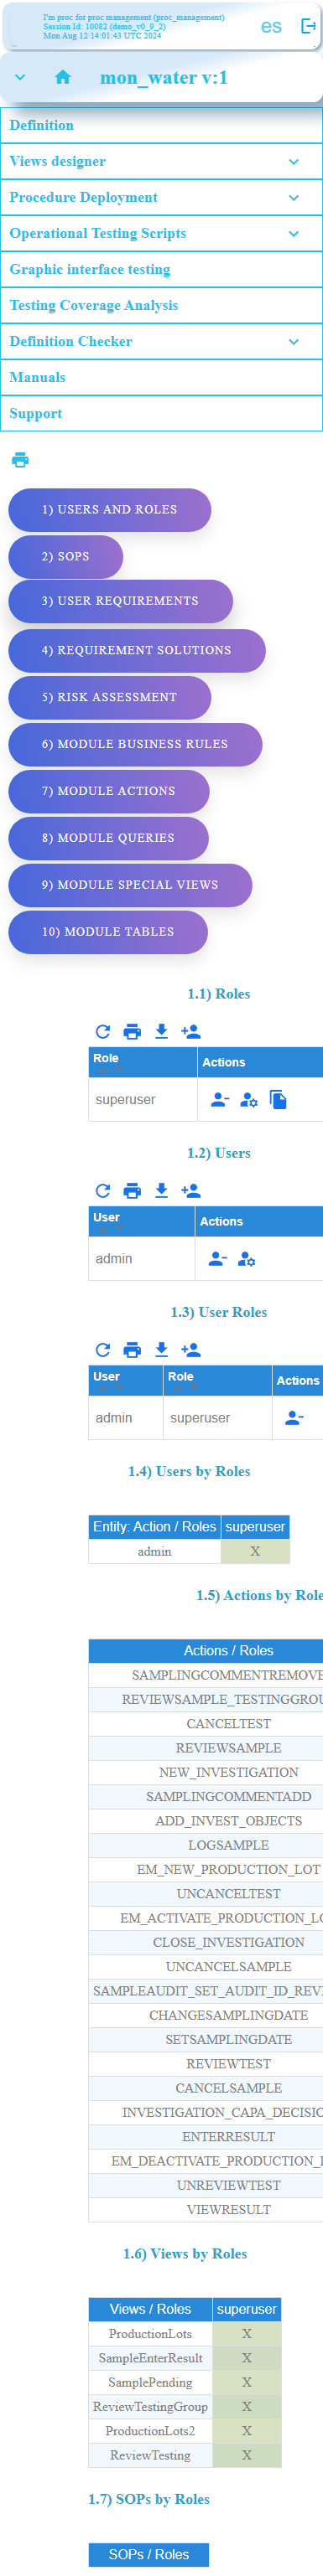 I'm proc for proc management (proc_management)
Session Id: 10082 (demo_v0_9_2)
Mon Aug 12 14:01:43 UTC 2024
es
mon_water v:1
Definition
Views designer
Procedure Deployment
Operational Testing Scripts
Graphic interface testing
Testing Coverage Analysis
Definition Checker
Manuals
Support
1) USERS AND ROLES
2) SOPS
3) USER REQUIREMENTS
4) REQUIREMENT SOLUTIONS
5) RISK ASSESSMENT
6) MODULE BUSINESS RULES
7) MODULE ACTIONS
8) MODULE QUERIES
9) MODULE SPECIAL VIEWS
10) MODULE TABLES
1.1) Roles
Role Actions
superuser
1.2) Users
User Actions
admin
1.3) User Roles
User Role Actions
admin superuser
1.4) Users by Roles
Entity: Action / Roles superuser
admin X
1.5) Actions by Role
Actions / Roles
SAMPLINGCOMMENTREMOVE
REVIEWSAMPLE_TESTINGGROU
CANCELTEST
REVIEWSAMPLE
NEW_INVESTIGATION
SAMPLINGCOMMENTADD
ADD_INVEST_OBJECTS
LOGSAMPLE
EM_NEW_PRODUCTION_LOT
UNCANCELTEST
EM_ACTIVATE_PRODUCTION_LO
CLOSE_INVESTIGATION
UNCANCELSAMPLE
SAMPLEAUDIT_SET_AUDIT_ID_REV
CHANGESAMPLINGDATE
SETSAMPLINGDATE
REVIEWTEST
CANCELSAMPLE
INVESTIGATION_CAPA_DECISIO
ENTERRESULT
EM_DEACTIVATE_PRODUCTION_
UNREVIEWTEST
VIEWRESULT
1.6) Views by Roles
Views / Roles superuser
ProductionLots X
SampleEnterResult X
SamplePending X
ReviewTestingGroup X
ProductionLots2 X
ReviewTesting X
1.7) SOPs by Roles
SOPs / Roles